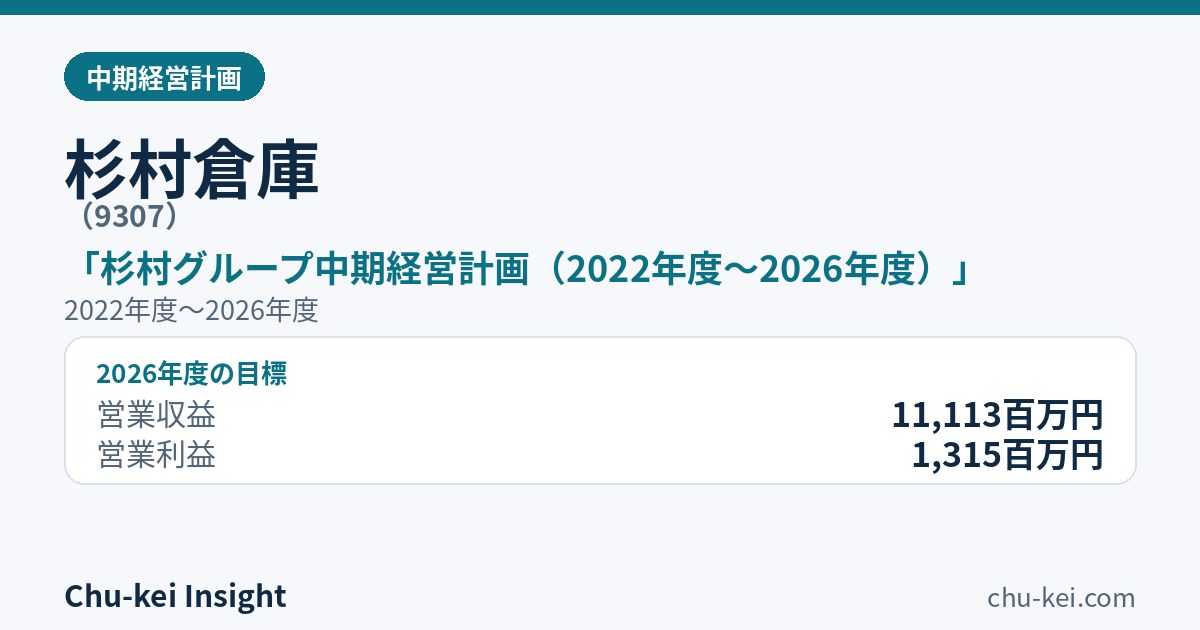 中期経営計画
杉村倉庫
（9307）
「杉村グループ中期経営計画（2022年度～2026年度）」
2022年度～2026年度
2026年度の目標
営業収益 11,113百万円
営業利益 1,315百万円
Chu-kei Insight chu-kei.com